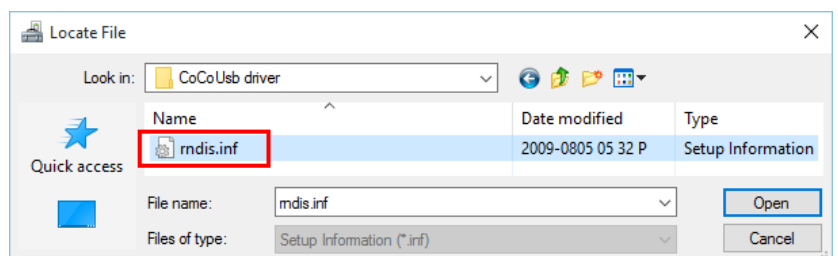 Locate File
Look in: CoCoUsb driver
Name Date modified Type
rndis.inf 2009-0805 05 32 P Setup Information
Quick access
File name: rndis.inf Open
Files of type: Setup Information (*.inf) Cancel